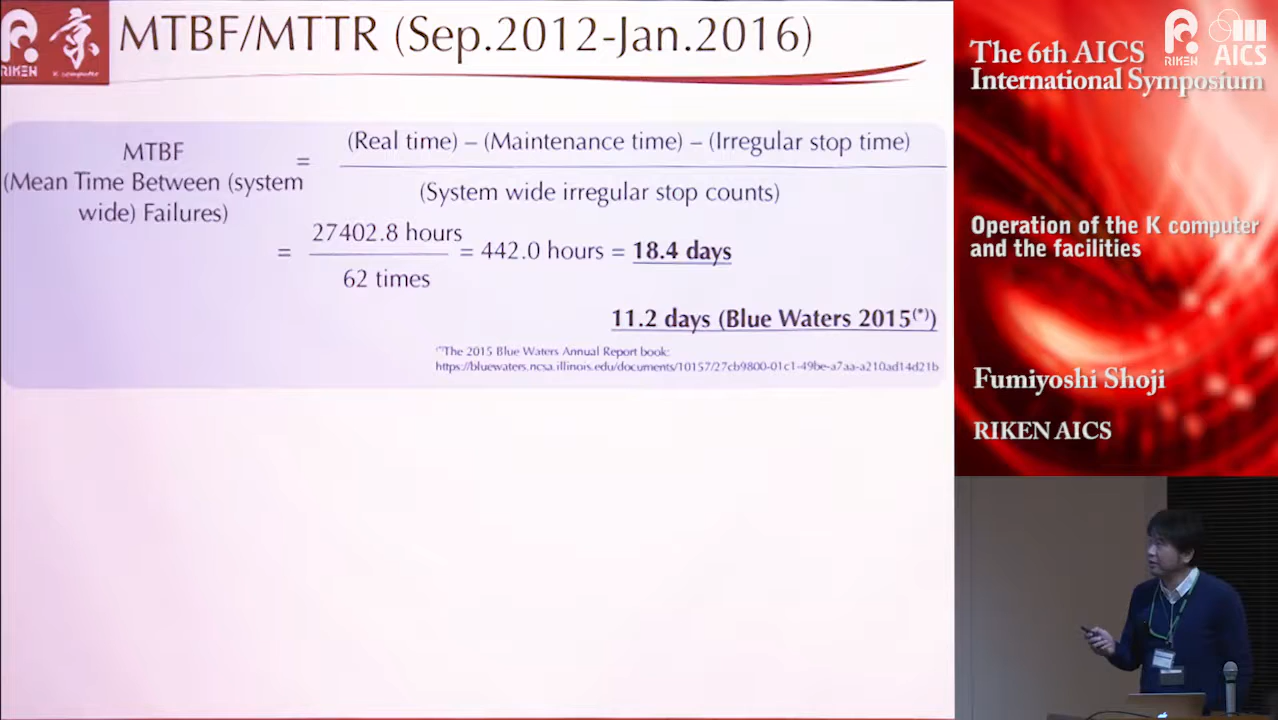 RIKEN
京
K computer
MTBF/MTTR (Sep.2012-Jan.2016)
MTBF
(Mean Time Between (system
wide) Failures)
=
(Real time) – (Maintenance time) – (Irregular stop time)
(System wide irregular stop counts)
=
27402.8 hours
62 times
= 442.0 hours = 18.4 days
11.2 days (Blue Waters 2015(*))
(*)The 2015 Blue Waters Annual Report book:
https://bluewaters.ncsa.illinois.edu/documents/10157/27cb9800-01c1-49be-a7aa-a210ad14d21b
The 6th AICS
International Symposium
RIKEN
AICS
Operation of the K computer
and the facilities
Fumiyoshi Shoji
RIKEN AICS